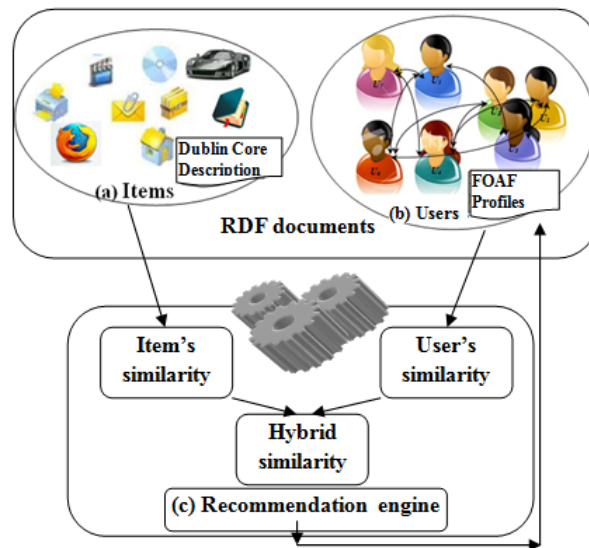 Dublin Core
Description
(a) Items
FOAF
Profiles
(b) Users
RDF documents
Item's
similarity
User's
similarity
Hybrid
similarity
(c) Recommendation engine